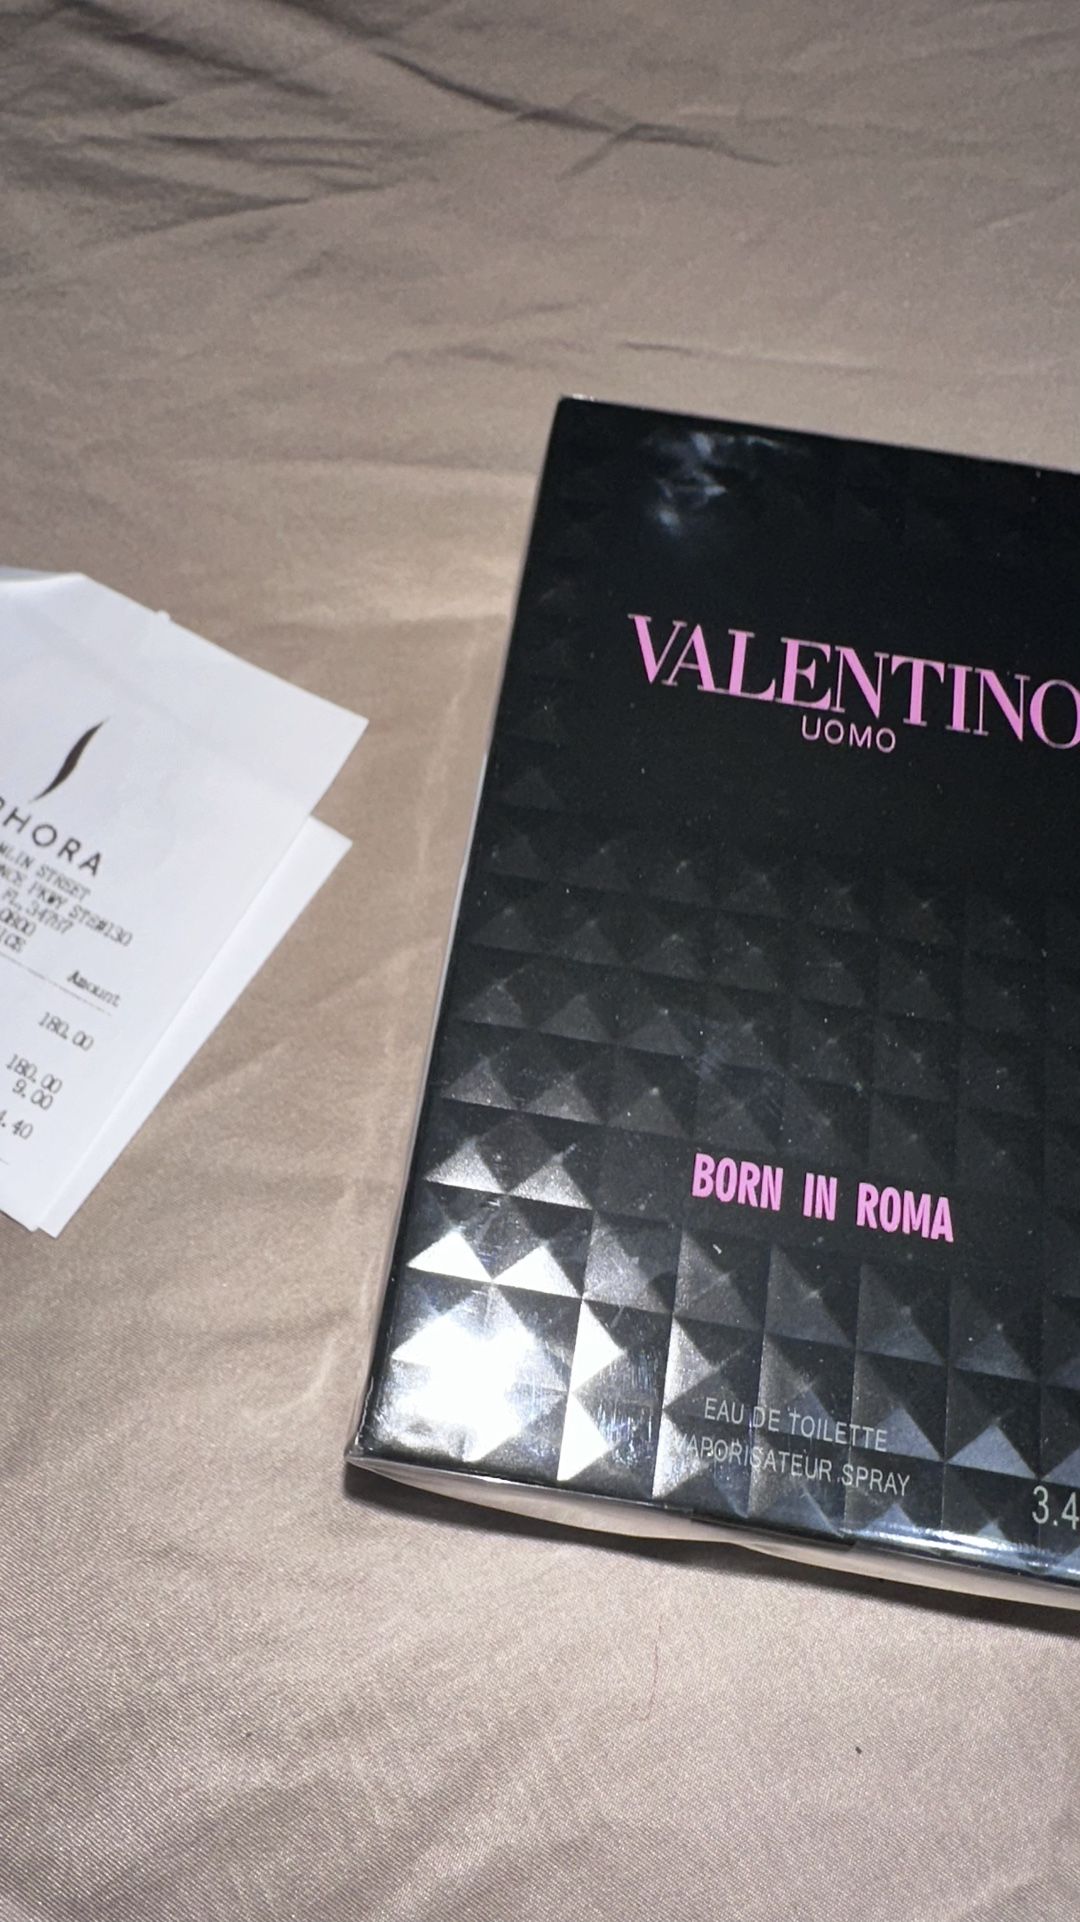 PHORA
MLIN STREET
NCE PKWY STE#130
FL, 34
0800
ICE
Amount
180.00
180.00
9.00
4.40
VALENTINO
UOMO
BORN IN ROMA
EAU DE TOILETTE
VAPORISATEUR SPRAY
3.4